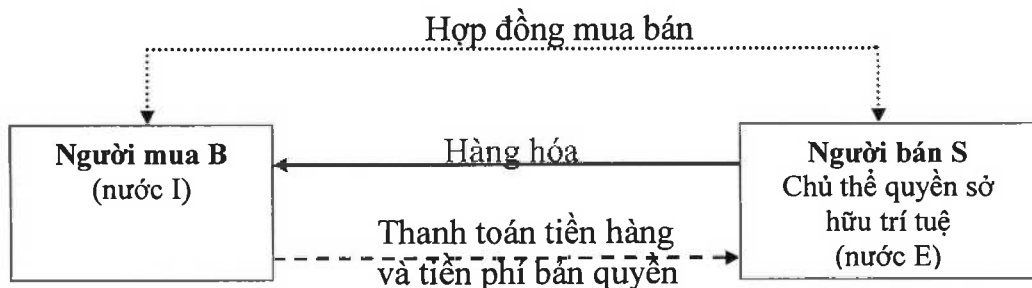 Hợp đồng mua bán
Người mua B
(nước I)
Hàng hóa
Người bán S
Chủ thể quyền sở
hữu trí tuệ
(nước E)
Thanh toán tiền hàng
và tiền phí bản quyền